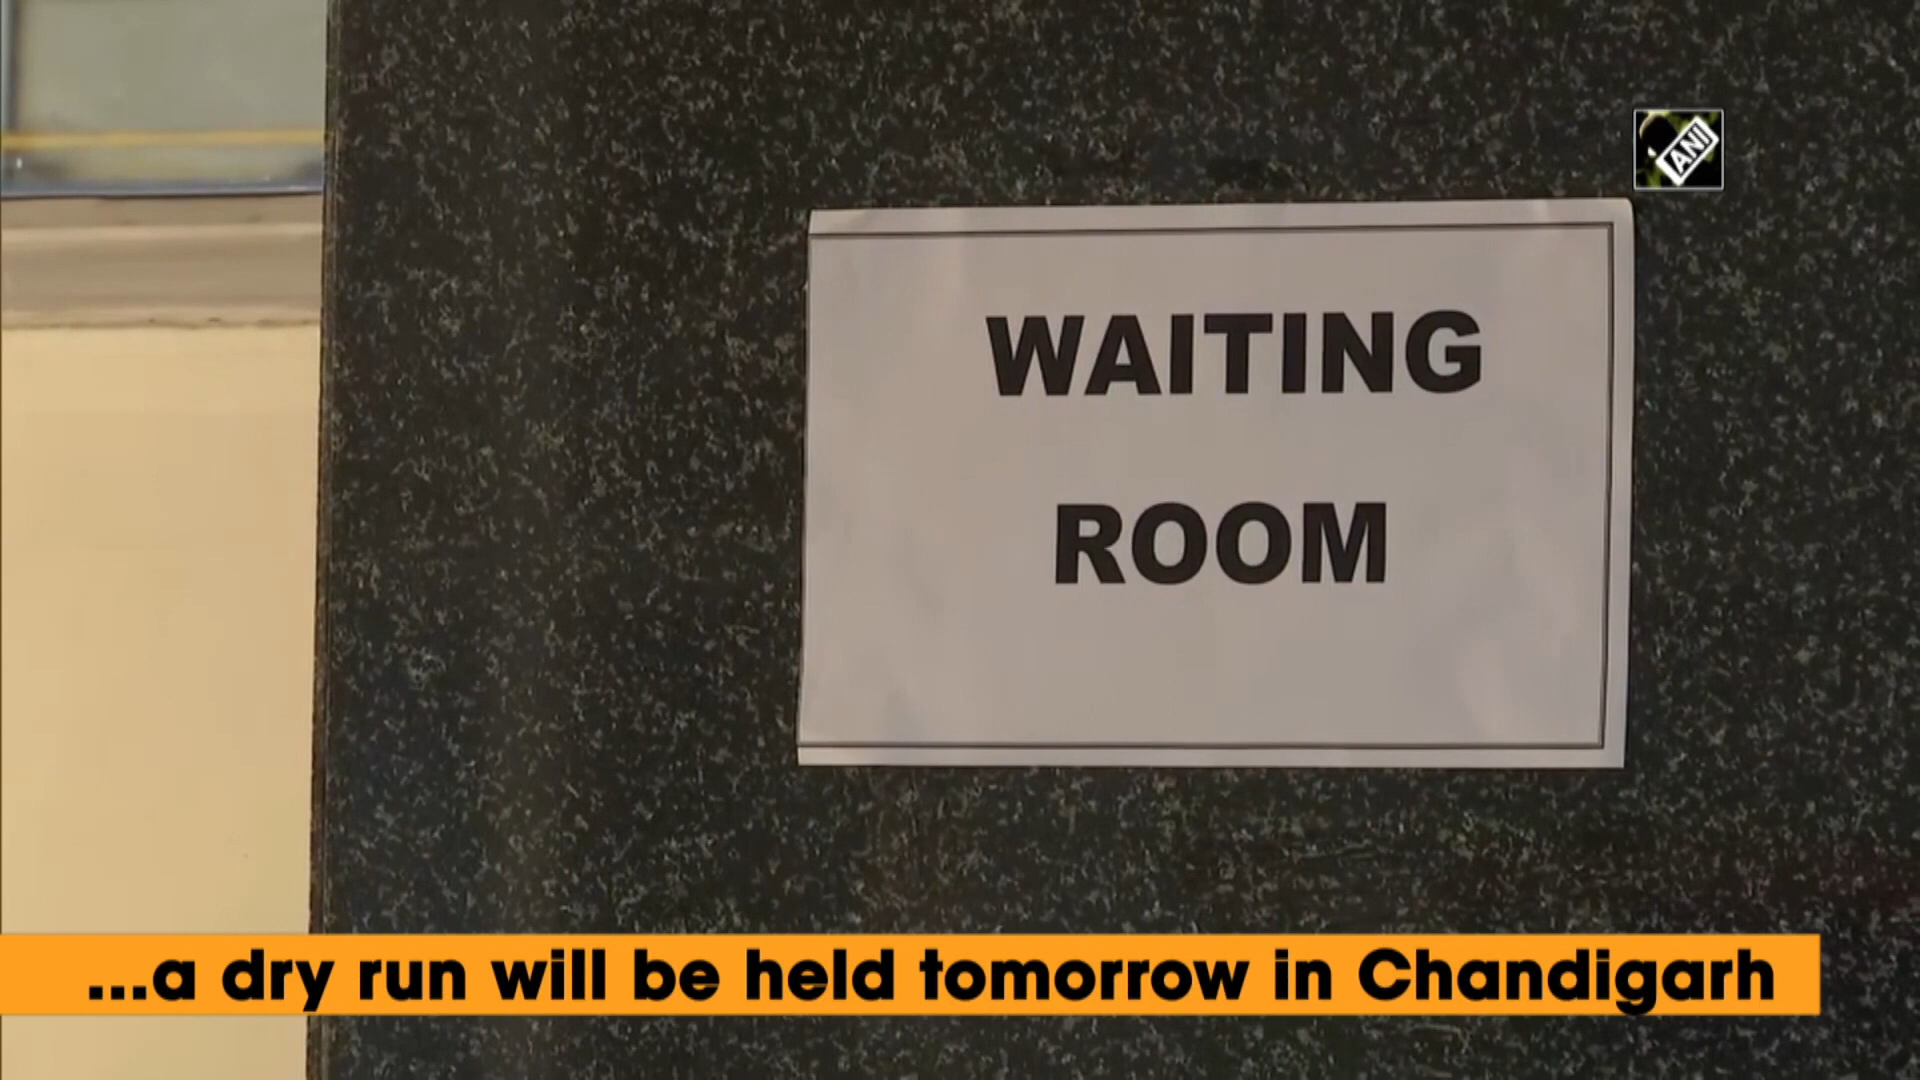 ANI
WAITING
ROOM
...a dry run will be held tomorrow in Chandigarh